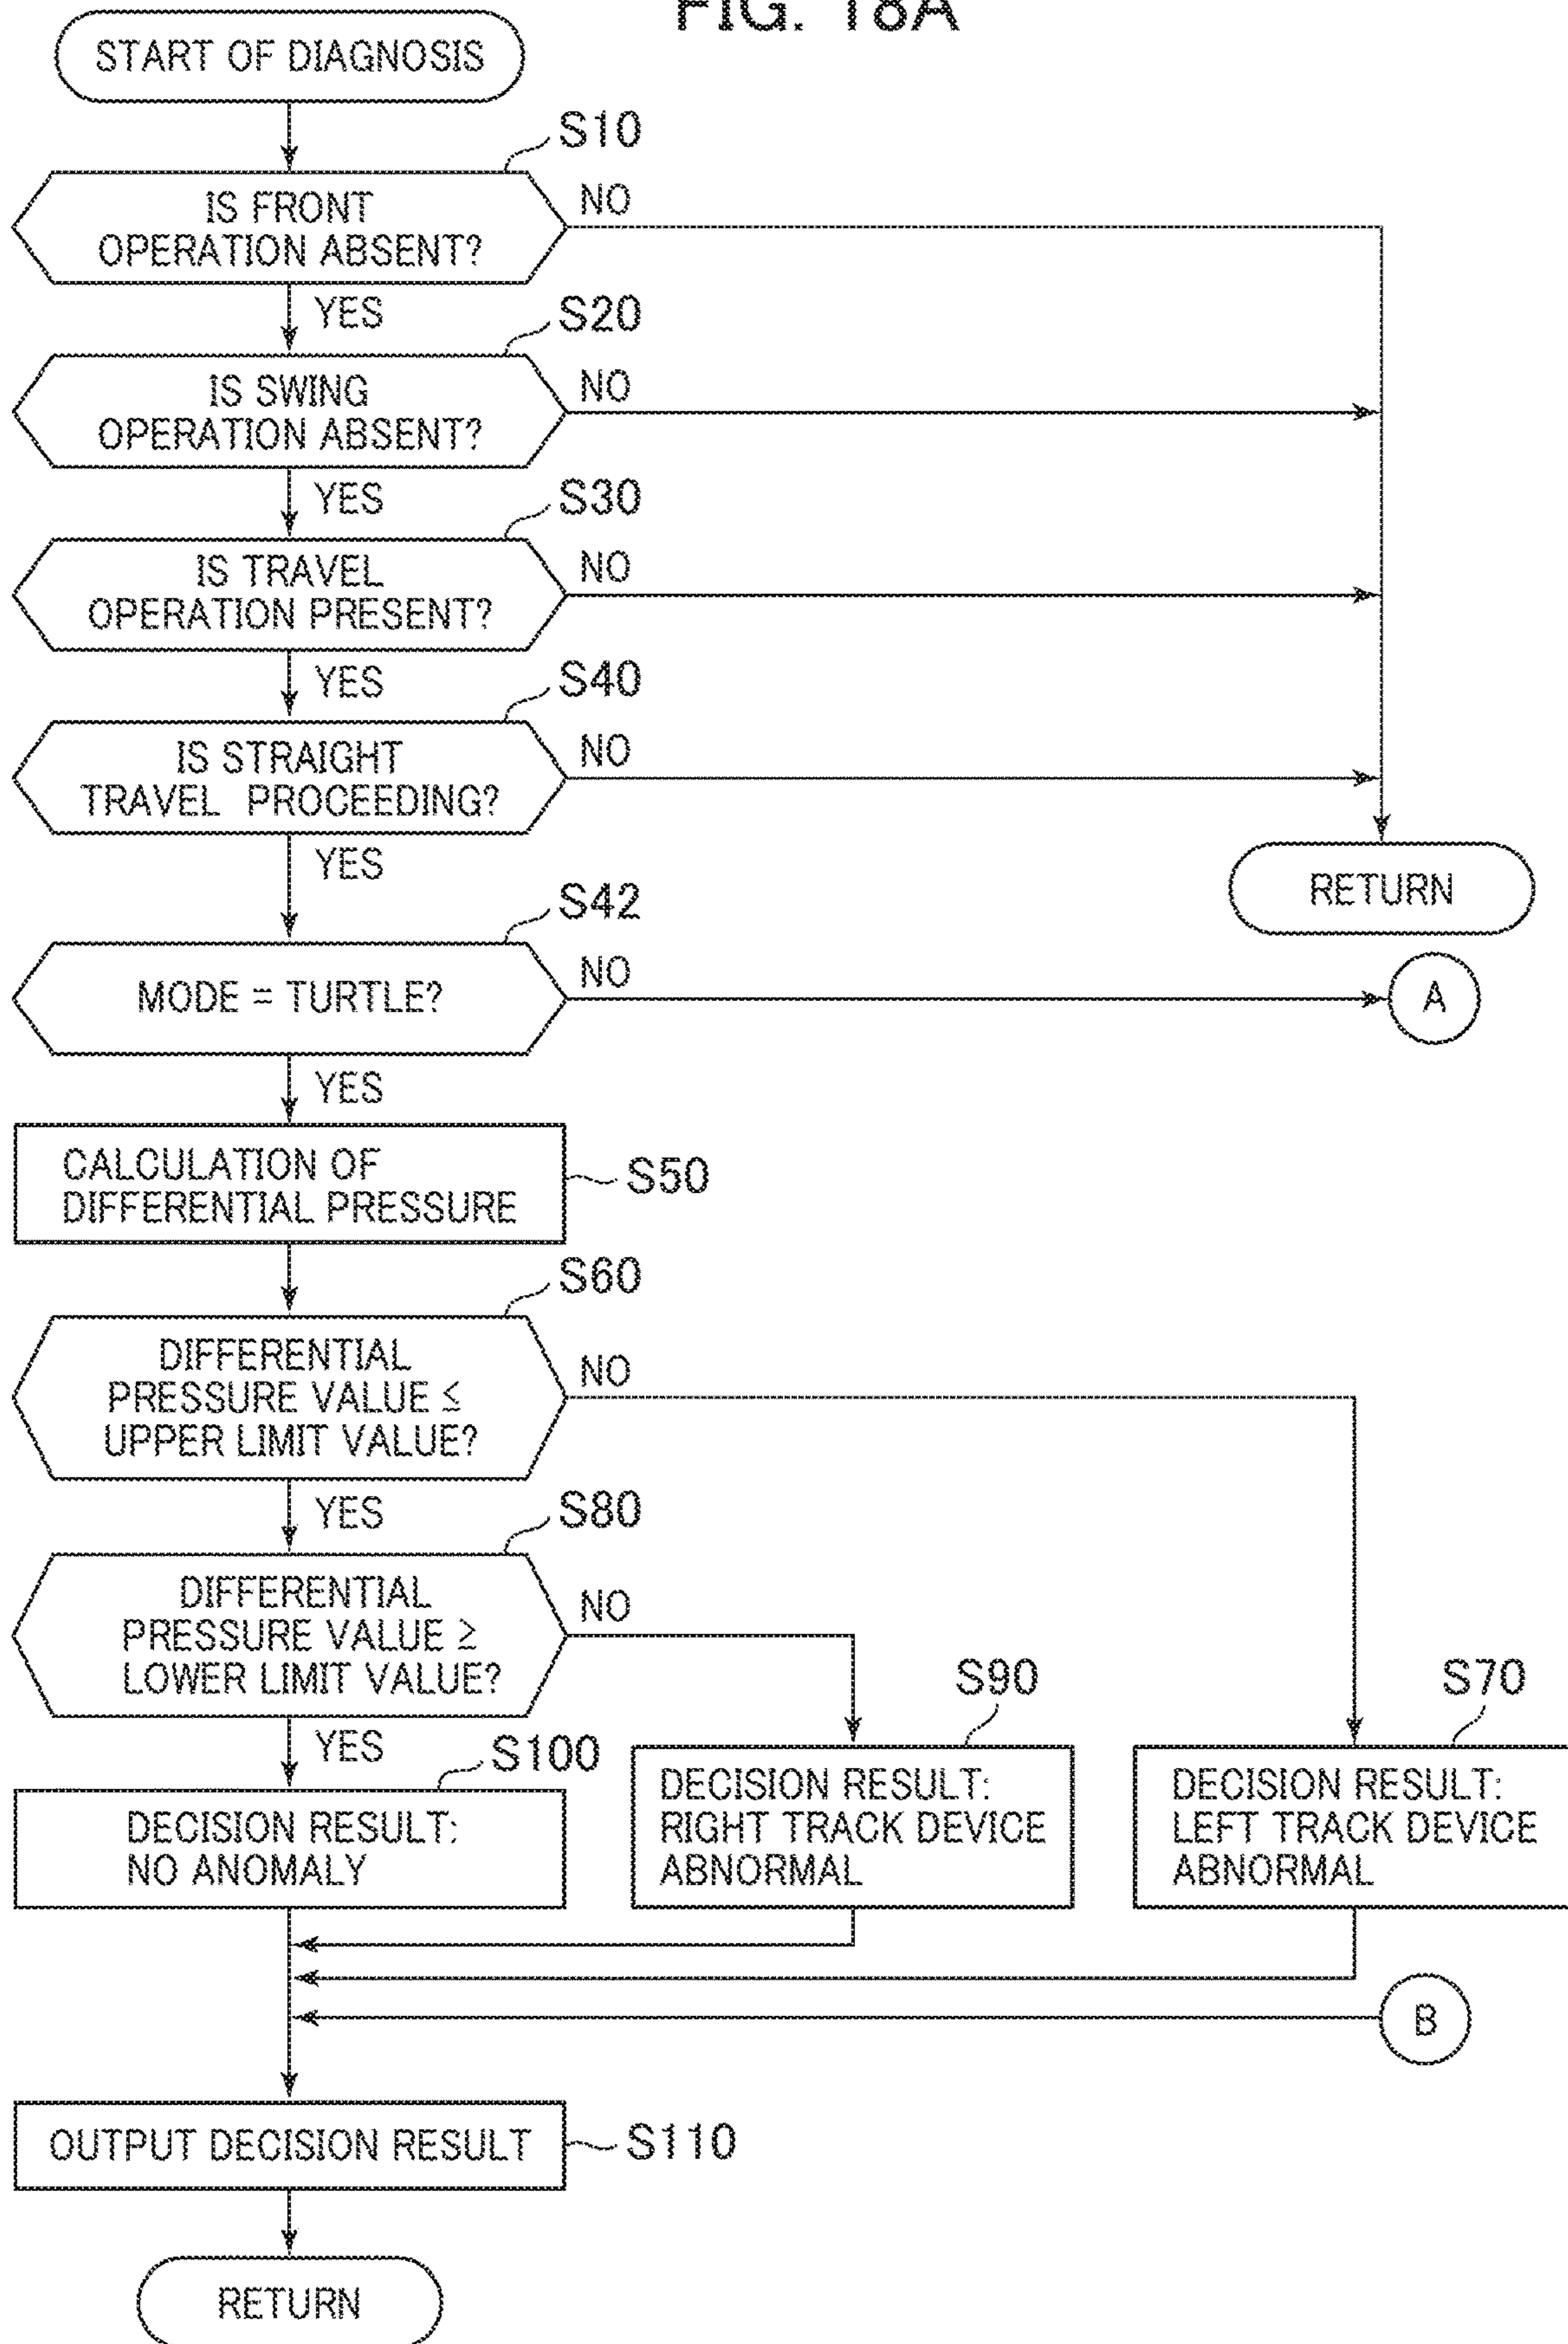 FIG. 18A
START OF DIAGNOSIS
S10
IS FRONT
OPERATION ABSENT?
NO
YES
S20
IS SWING
OPERATION ABSENT?
NO
YES
S30
IS TRAVEL
OPERATION PRESENT?
NO
YES
S40
IS STRAIGHT
TRAVEL PROCEEDING?
NO
YES
RETURN
S42
MODE = TURTLE?
NO
A
YES
CALCULATION OF
DIFFERENTIAL PRESSURE
S50
S60
DIFFERENTIAL
PRESSURE VALUE ≤
UPPER LIMIT VALUE?
NO
YES
S80
DIFFERENTIAL
PRESSURE VALUE ≥
LOWER LIMIT VALUE?
NO
YES
S100
DECISION RESULT:
NO ANOMALY
S90
DECISION RESULT:
RIGHT TRACK DEVICE
ABNORMAL
S70
DECISION RESULT:
LEFT TRACK DEVICE
ABNORMAL
B
OUTPUT DECISION RESULT
S110
RETURN